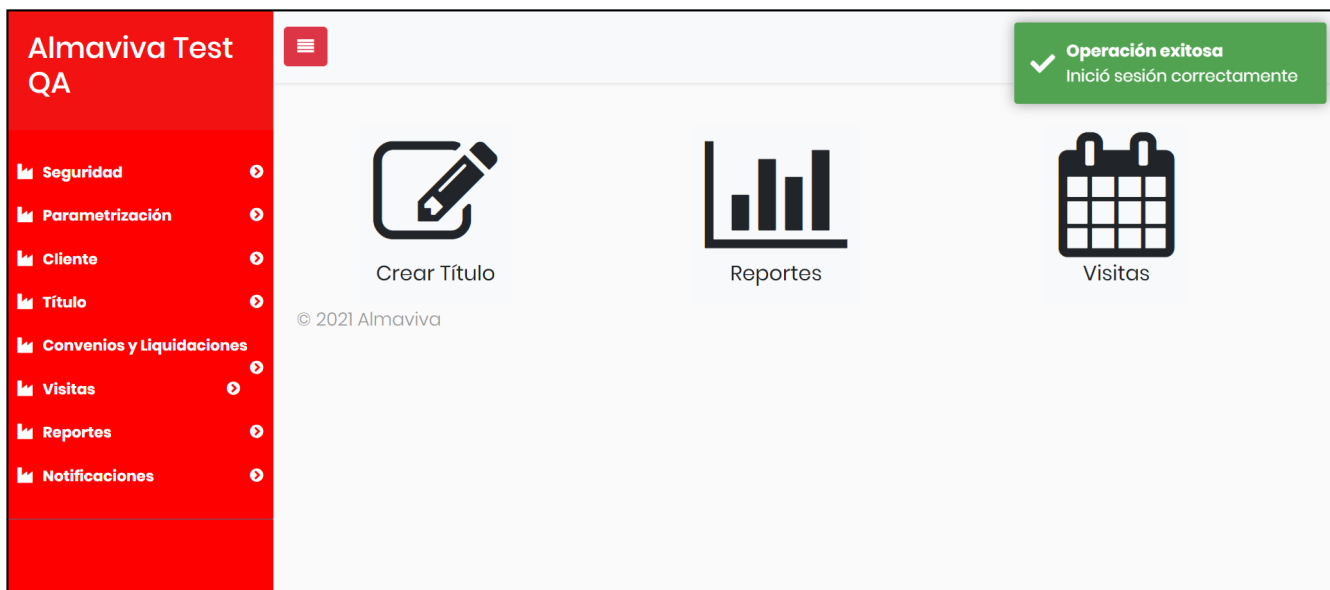 Almaviva Test
QA
Operación exitosa
Inició sesión correctamente
Seguridad
Parametrización
Cliente
Título
Convenios y Liquidaciones
Visitas
Reportes
Notificaciones
Crear Título
Reportes
Visitas
© 2021 Almaviva